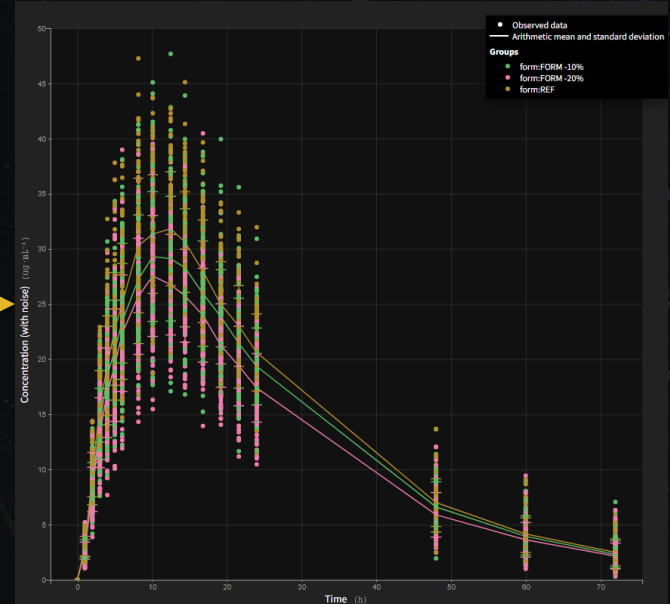 Observed data
Arithmetic mean and standard deviation
Groups
form:FORM -10%
form:FORM -20%
form:REF
Concentration (with noise) (ug ml⁻¹)
50
45
40
35
30
25
20
15
10
5
0
0 10 20 30 40 50 60 70
Time (h)